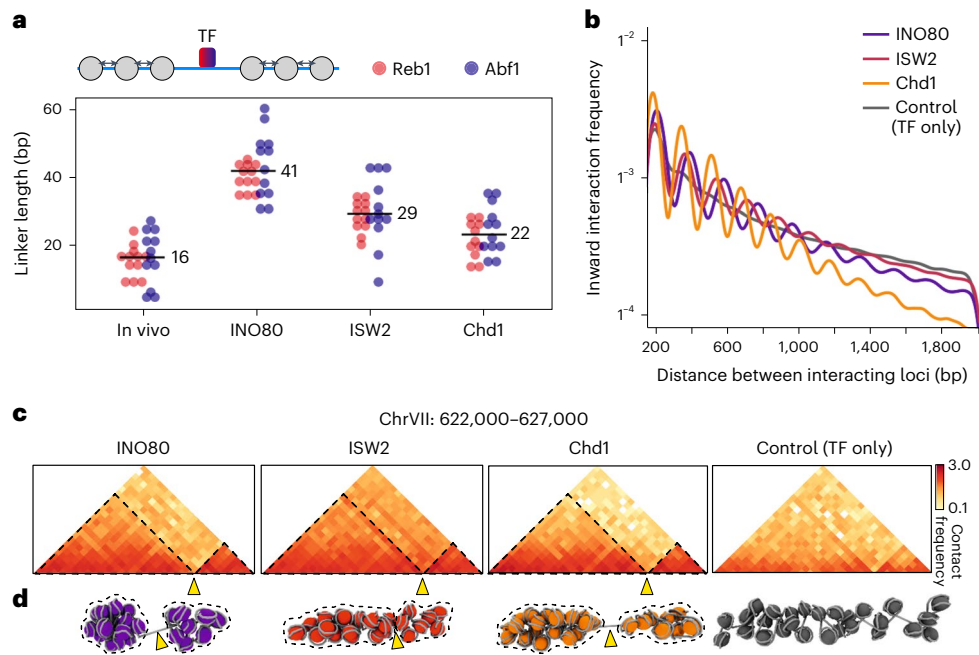 a
TF
Reb1
Abf1
Linker length (bp)
60
40
20
16
41
29
22
In vivo
INO80
ISW2
Chd1
b
Inward interaction frequency
1⁻²
1⁻³
1⁻⁴
INO80
ISW2
Chd1
Control
(TF only)
200
600
1,000
1,400
1,800
Distance between interacting loci (bp)
c
ChrVII: 622,000–627,000
INO80
ISW2
Chd1
Control (TF only)
3.0
0.1
Contact
frequency
d